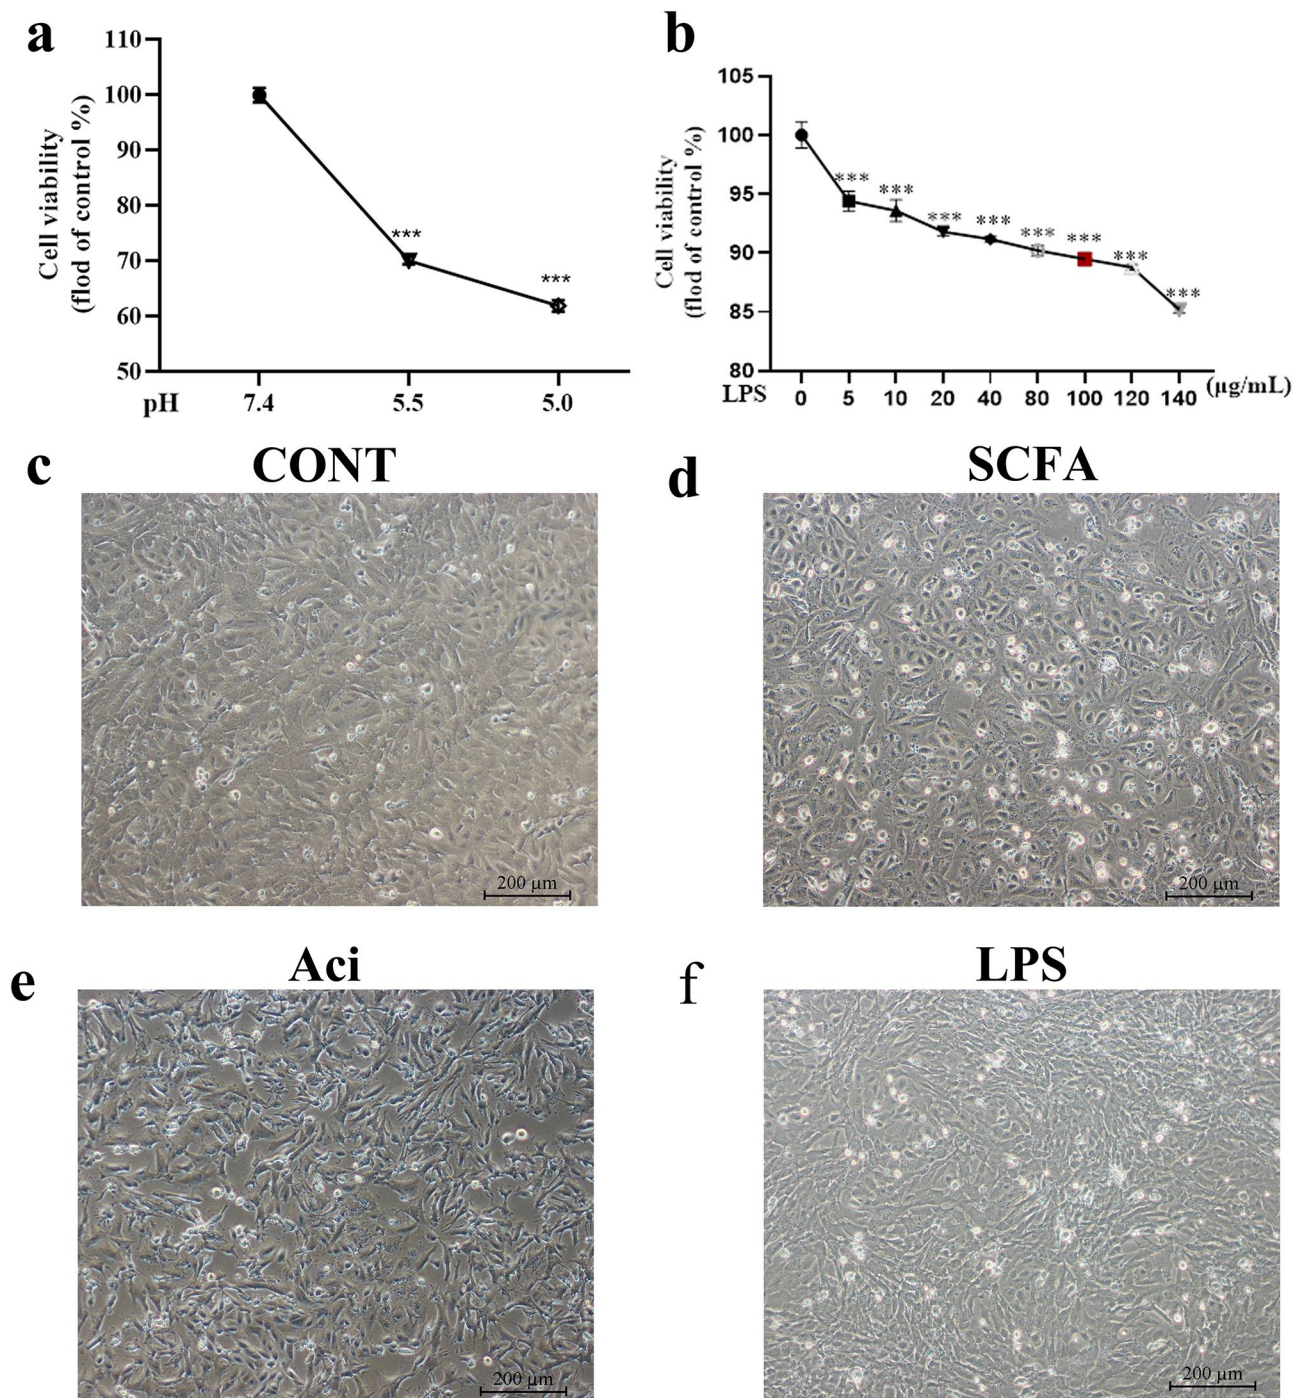 a
110
100
90
80
70
60
50
Cell viability
(flod of control %)
***
***
pH
7.4
5.5
5.0
b
105
100
95
90
85
80
Cell viability
(flod of control %)
***
***
***
***
***
***
***
***
LPS
0
5
10
20
40
80
100
120
140
(μg/mL)
c
CONT
200 μm
d
SCFA
200 μm
e
Aci
200 μm
f
LPS
200 μm